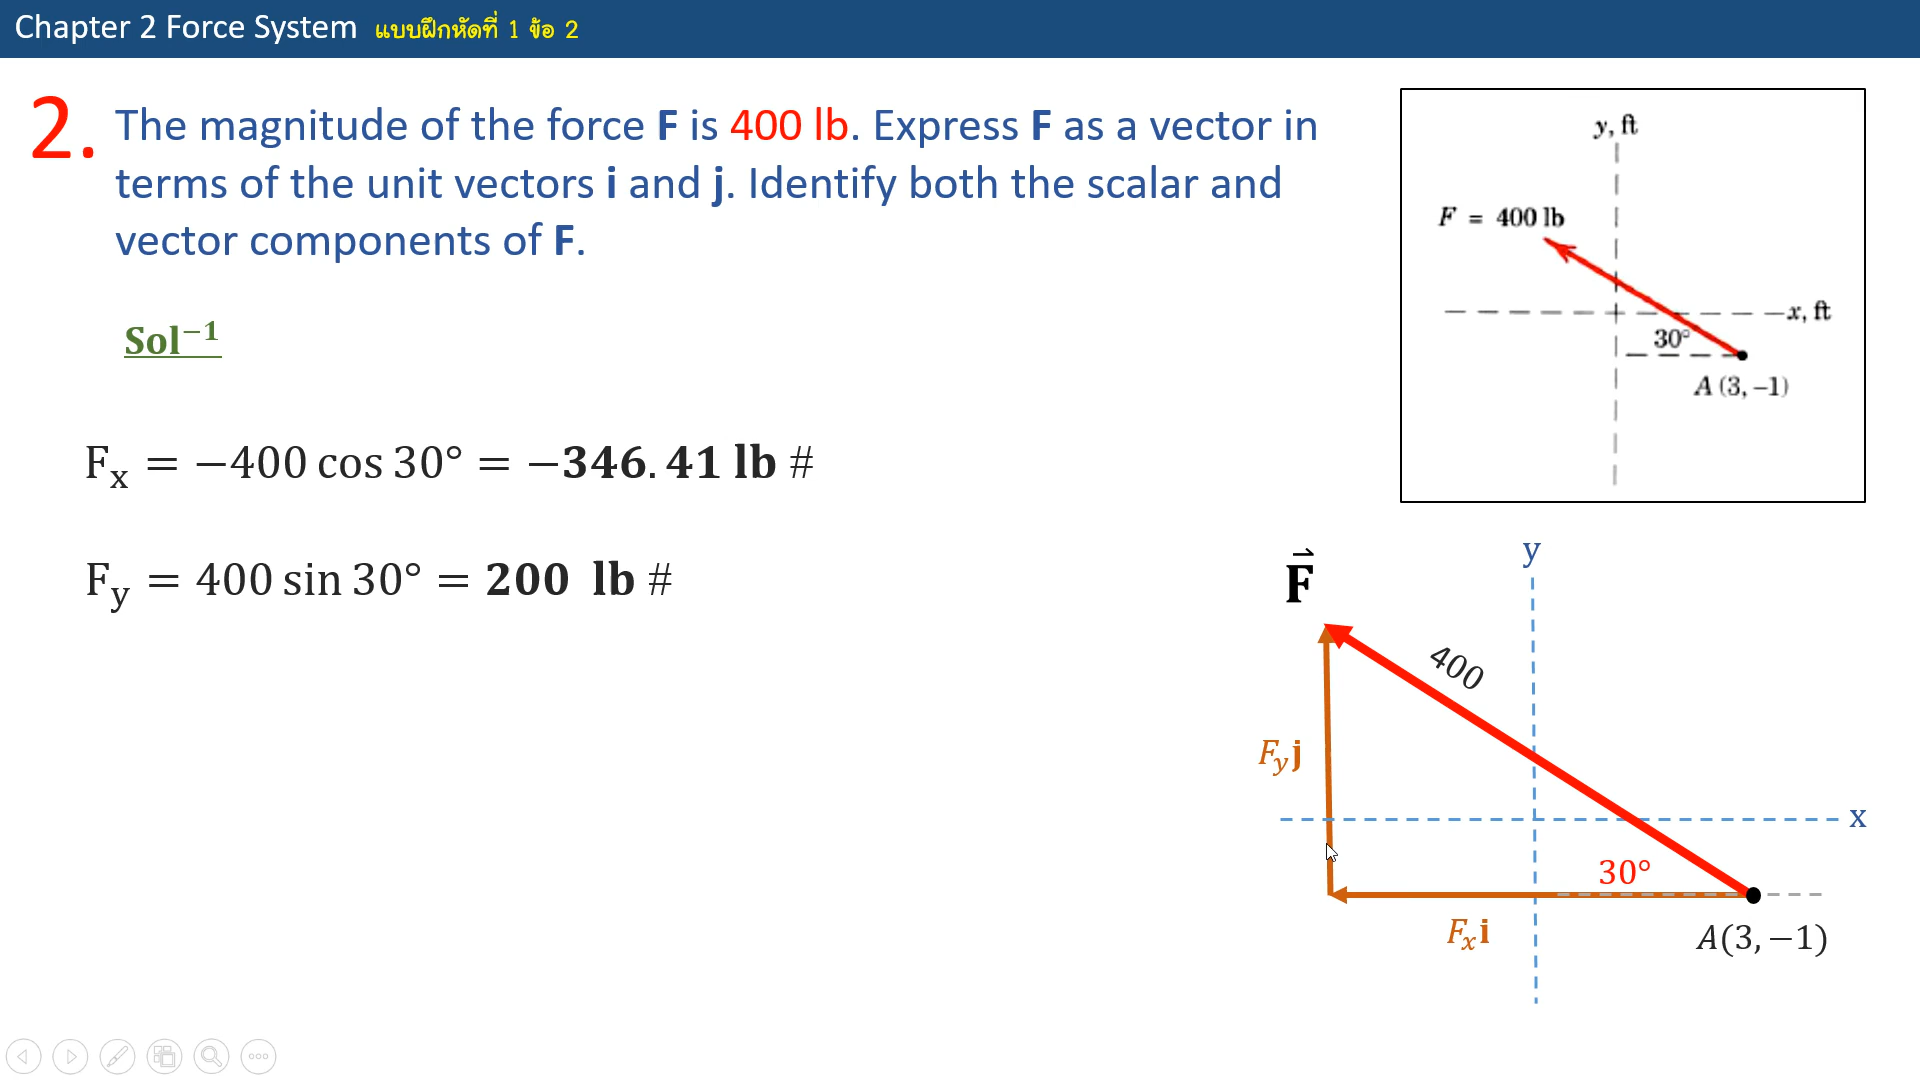 Chapter 2 Force System แบบฝึกหัดที่ 1 ข้อ 2
2. The magnitude of the force F is 400 lb. Express F as a vector in
terms of the unit vectors i and j. Identify both the scalar and
vector components of F.
Sol⁻¹
Fₓ = −400 cos 30° = −346.41 lb #
Fy = 400 sin 30° = 200 lb #
y, ft
F = 400 lb
x, ft
30°
A (3, −1)
F⃗
y
400
Fyj
x
30°
Fₓi
A(3, −1)